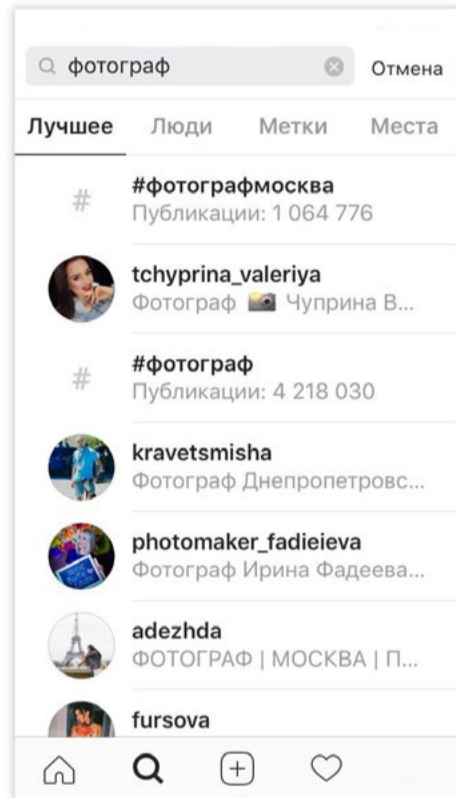 фотограф
Отмена
Лучшее Люди Метки Места
# #фотографмосква
Публикации: 1 064 776
tchyprina_valeriya
Фотограф 📷 Чуприна В...
# #фотограф
Публикации: 4 218 030
kravetsmisha
Фотограф Днепропетровс...
photomaker_fadieieva
Фотограф Ирина Фадеева...
adezhda
ФОТОГРАФ | МОСКВА | П...
fursova